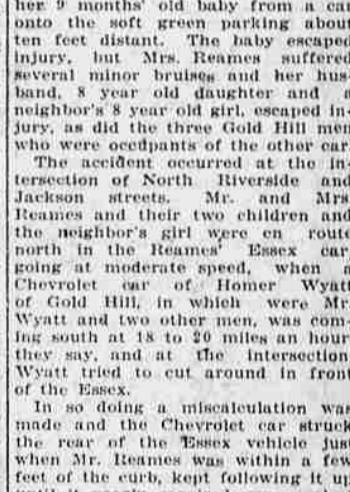 her 9 months' old baby from a car
onto the soft green parking about
ten feet distant. The baby escaped
injury, but Mrs. Reames suffered
several minor bruises and her hus-
band, 8 year old daughter and a
neighbor's 8 year old girl, escaped in-
jury, as did the three Gold Hill men
who were occdpants of the other car.
The accident occurred at the in-
tersection of North Riverside and
Jackson streets. Mr. and Mrs.
Reames and their two children and
the neighbor's girl were en route
north in the Reames' Essex car,
going at moderate speed, when a
Chevrolet car of Homer Wyatt
of Gold Hill, in which were Mr.
Wyatt and two other men, was com-
ing south at 18 to 20 miles an hour,
they say, and at the intersection
Wyatt tried to cut around in front
of the Essex.
In so doing a miscalculation was
made and the Chevrolet car struck
the rear of the Essex vehicle just
when Mr. Reames was within a few
feet of the curb, kept following it up
until it